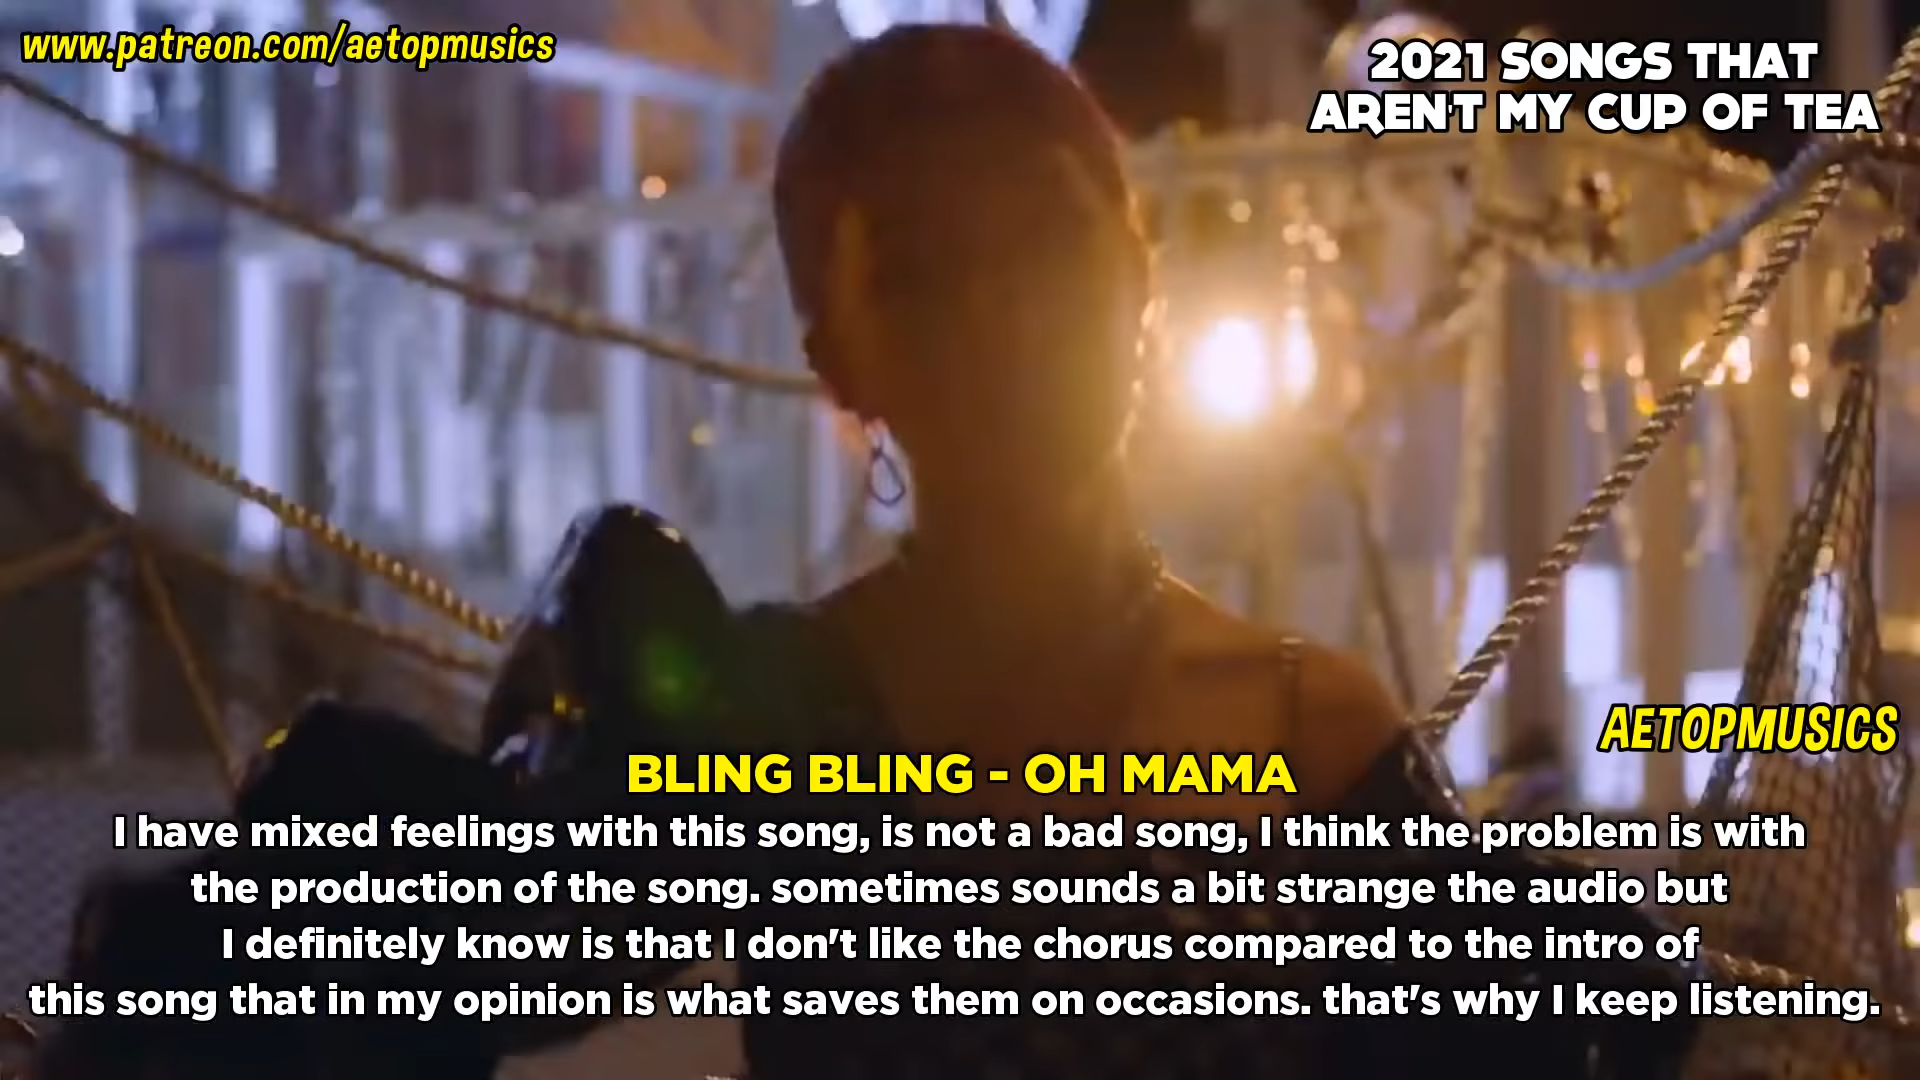 www.patreon.com/aetopmusics
2021 SONGS THAT
AREN'T MY CUP OF TEA
AETOPMUSICS
BLING BLING - OH MAMA
I have mixed feelings with this song, is not a bad song, I think the problem is with
the production of the song. sometimes sounds a bit strange the audio but
I definitely know is that I don't like the chorus compared to the intro of
this song that in my opinion is what saves them on occasions. that's why I keep listening.